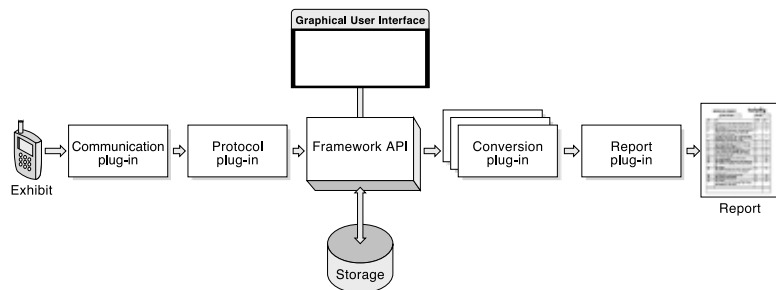 Graphical User Interface
Communication
plug-in
Protocol
plug-in
Framework API
Conversion
plug-in
Report
plug-in
Exhibit
Report
Storage